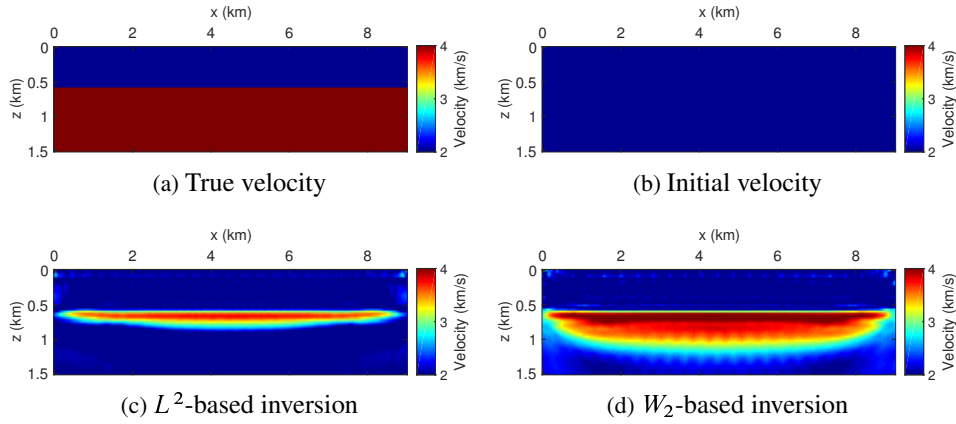 x (km)
0 2 4 6 8
z (km)
0
0.5
1
1.5
4
3
2
Velocity (km/s)
(a) True velocity
x (km)
0 2 4 6 8
z (km)
0
0.5
1
1.5
4
3
2
Velocity (km/s)
(b) Initial velocity
x (km)
0 2 4 6 8
z (km)
0
0.5
1
1.5
4
3
2
Velocity (km/s)
(c) L²-based inversion
x (km)
0 2 4 6 8
z (km)
0
0.5
1
1.5
4
3
2
Velocity (km/s)
(d) W₂-based inversion